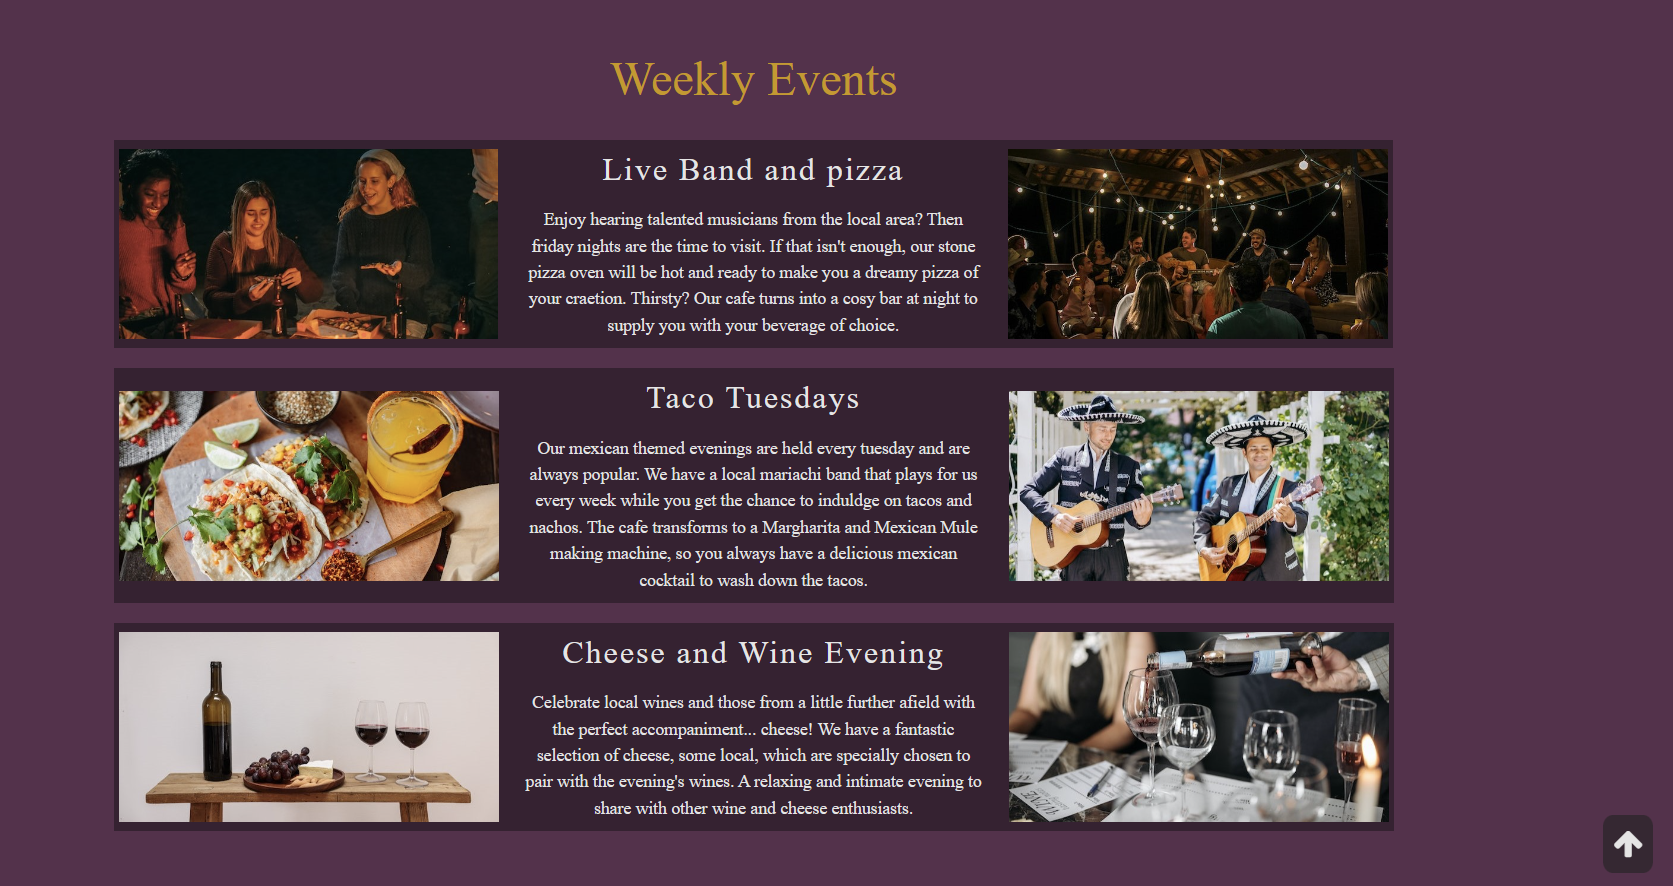 Weekly Events
Live Band and pizza
Enjoy hearing talented musicians from the local area? Then
friday nights are the time to visit. If that isn't enough, our stone
pizza oven will be hot and ready to make you a dreamy pizza of
your craetion. Thirsty? Our cafe turns into a cosy bar at night to
supply you with your beverage of choice.
Taco Tuesdays
Our mexican themed evenings are held every tuesday and are
always popular. We have a local mariachi band that plays for us
every week while you get the chance to induldge on tacos and
nachos. The cafe transforms to a Margharita and Mexican Mule
making machine, so you always have a delicious mexican
cocktail to wash down the tacos.
Cheese and Wine Evening
Celebrate local wines and those from a little further afield with
the perfect accompaniment... cheese! We have a fantastic
selection of cheese, some local, which are specially chosen to
pair with the evening's wines. A relaxing and intimate evening to
share with other wine and cheese enthusiasts.